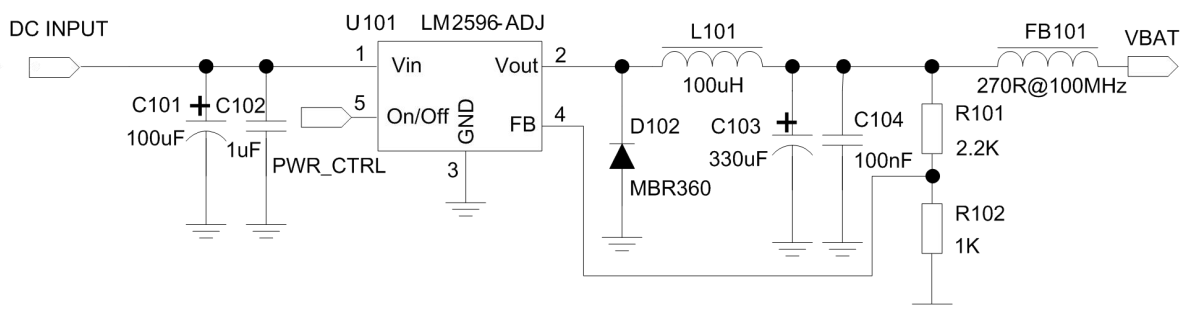 DC INPUT
U101 LM2596-ADJ
1
Vin
Vout
2
5
On/Off
GND
FB
4
3
PWR_CTRL
C101
100uF
+
C102
1uF
D102
MBR360
L101
100uH
C103
330uF
+
C104
100nF
FB101
270R@100MHz
VBAT
R101
2.2K
R102
1K